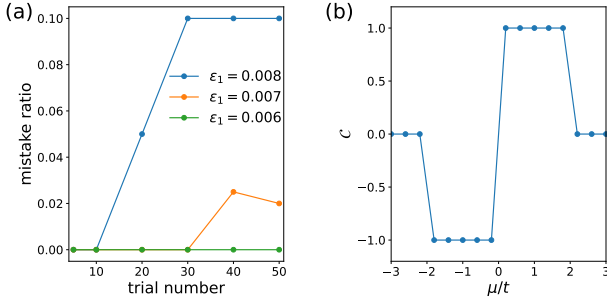 (a)
0.10
0.08
0.06
0.04
0.02
0.00
mistake ratio
ε₁ = 0.008
ε₁ = 0.007
ε₁ = 0.006
10 20 30 40 50
trial number
(b)
1.0
0.5
0.0
−0.5
−1.0
𝒞
−3 −2 −1 0 1 2 3
μ/t